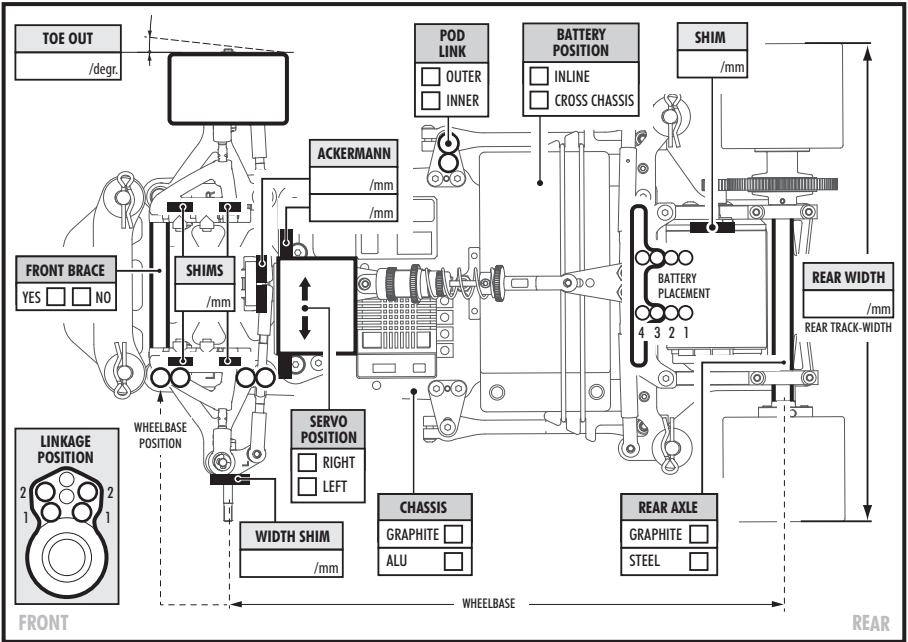 TOE OUT
/degr.
POD
LINK
OUTER
INNER
BATTERY
POSITION
INLINE
CROSS CHASSIS
SHIM
/mm
ACKERMANN
/mm
/mm
R
FRONT BRACE
YES NO
SHIMS
/mm
BATTERY
PLACEMENT
4 3 2 1
REAR WIDTH
/mm
REAR TRACK-WIDTH
L
WHEELBASE
POSITION
SERVO
POSITION
RIGHT
LEFT
L
LINKAGE
POSITION
2 2
1 1
WIDTH SHIM
/mm
CHASSIS
GRAPHITE
ALU
REAR AXLE
GRAPHITE
STEEL
WHEELBASE
FRONT
REAR